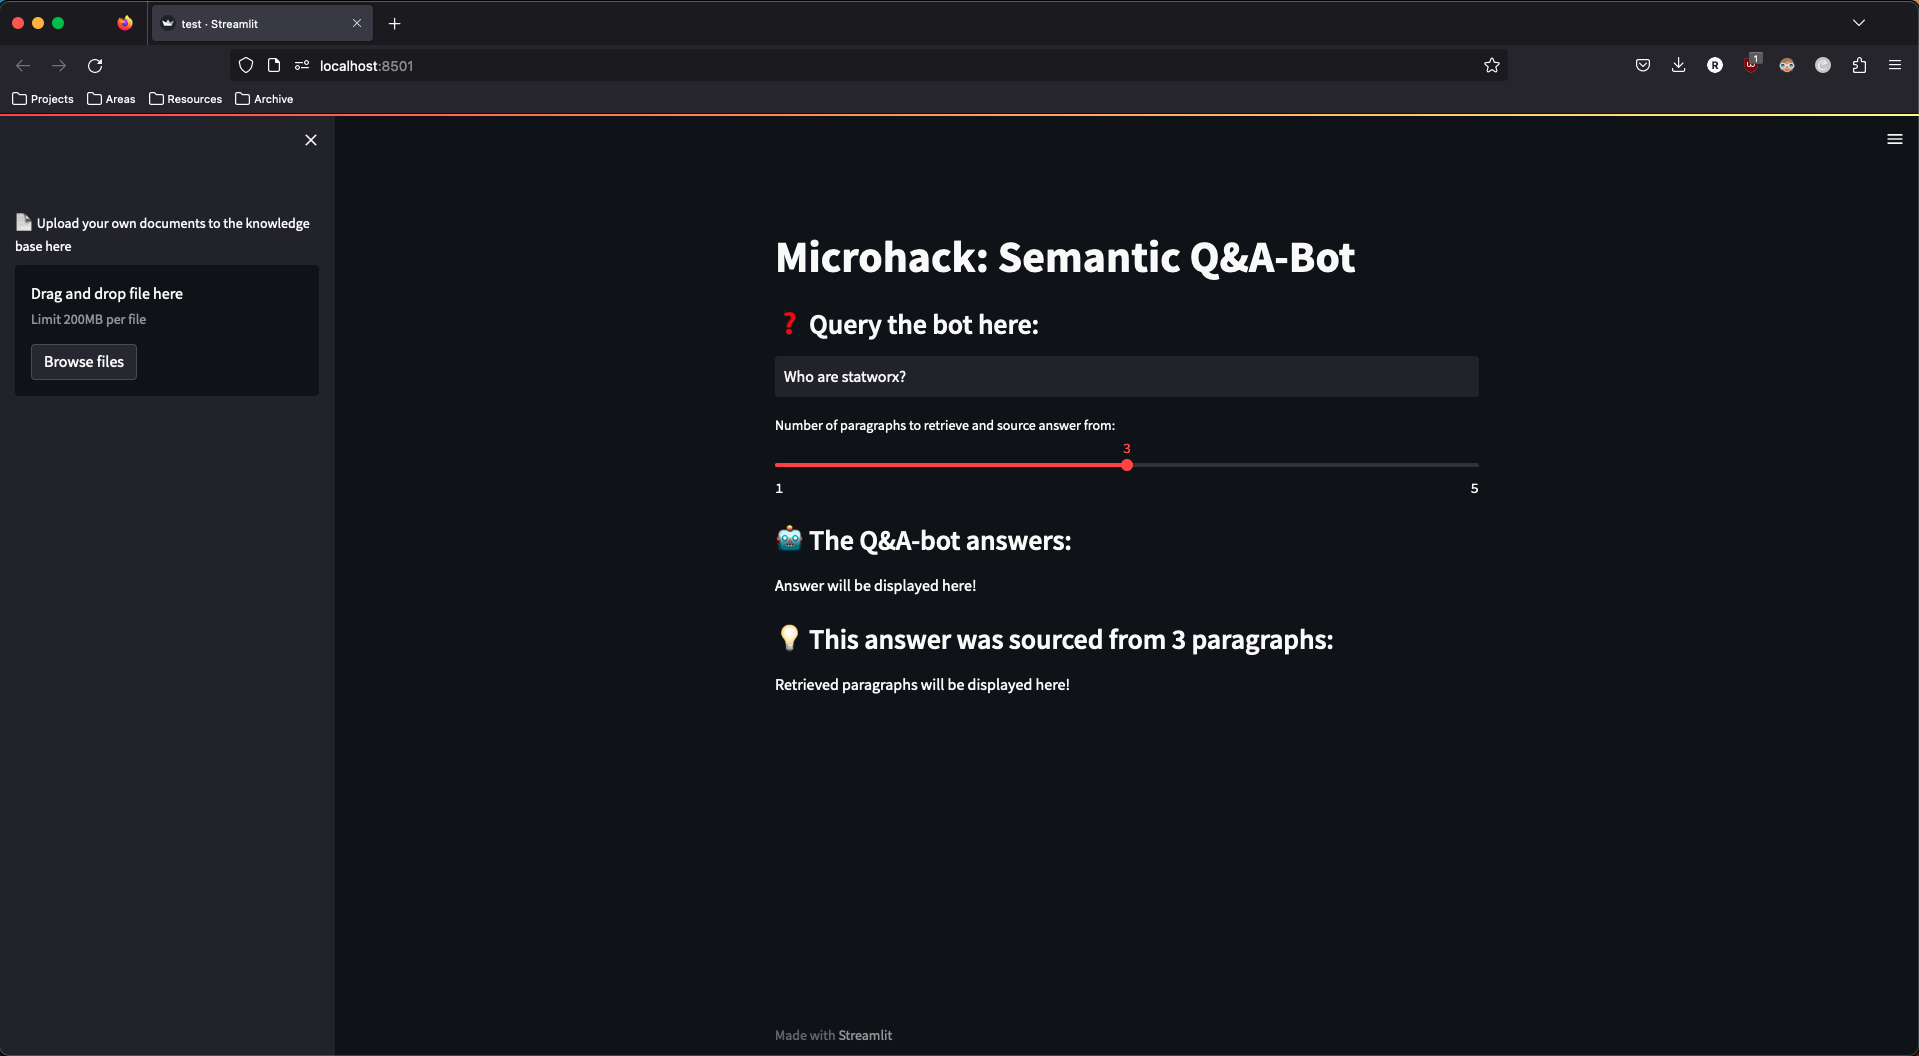 test · Streamlit
localhost:8501
R
1
Projects Areas Resources Archive
Upload your own documents to the knowledge
base here
Drag and drop file here
Limit 200MB per file
Browse files
Microhack: Semantic Q&A-Bot
❓ Query the bot here:
Who are statworx?
Number of paragraphs to retrieve and source answer from:
3
1 5
🤖 The Q&A-bot answers:
Answer will be displayed here!
💡 This answer was sourced from 3 paragraphs:
Retrieved paragraphs will be displayed here!
Made with Streamlit